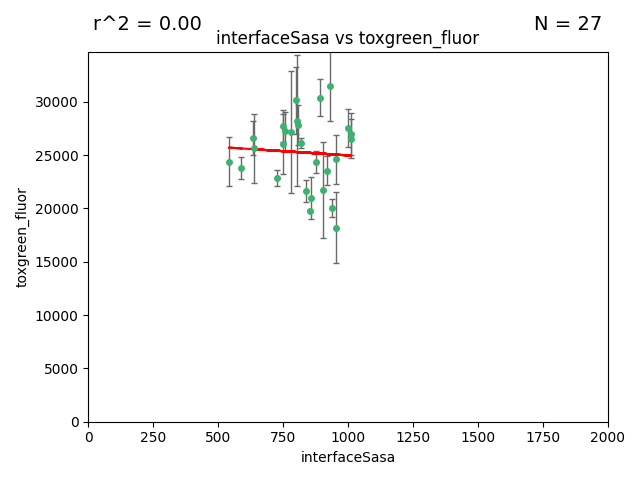 r^2 = 0.00
N = 27
interfaceSasa vs toxgreen_fluor
30000
25000
20000
15000
10000
5000
0
toxgreen_fluor
0 250 500 750 1000 1250 1500 1750 2000
interfaceSasa